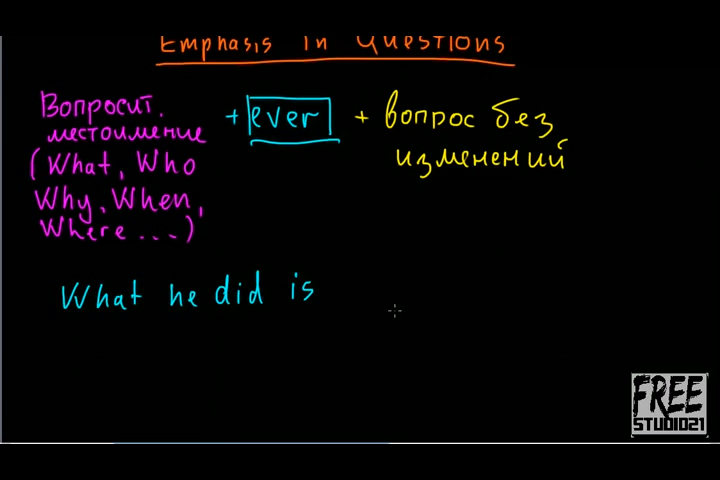 Emphasis in Questions
Вопросит. + ever + вопрос без
местоимение изменений
(What, Who
Why, When,
Where ...)
What he did is
FREE
STUDIO21